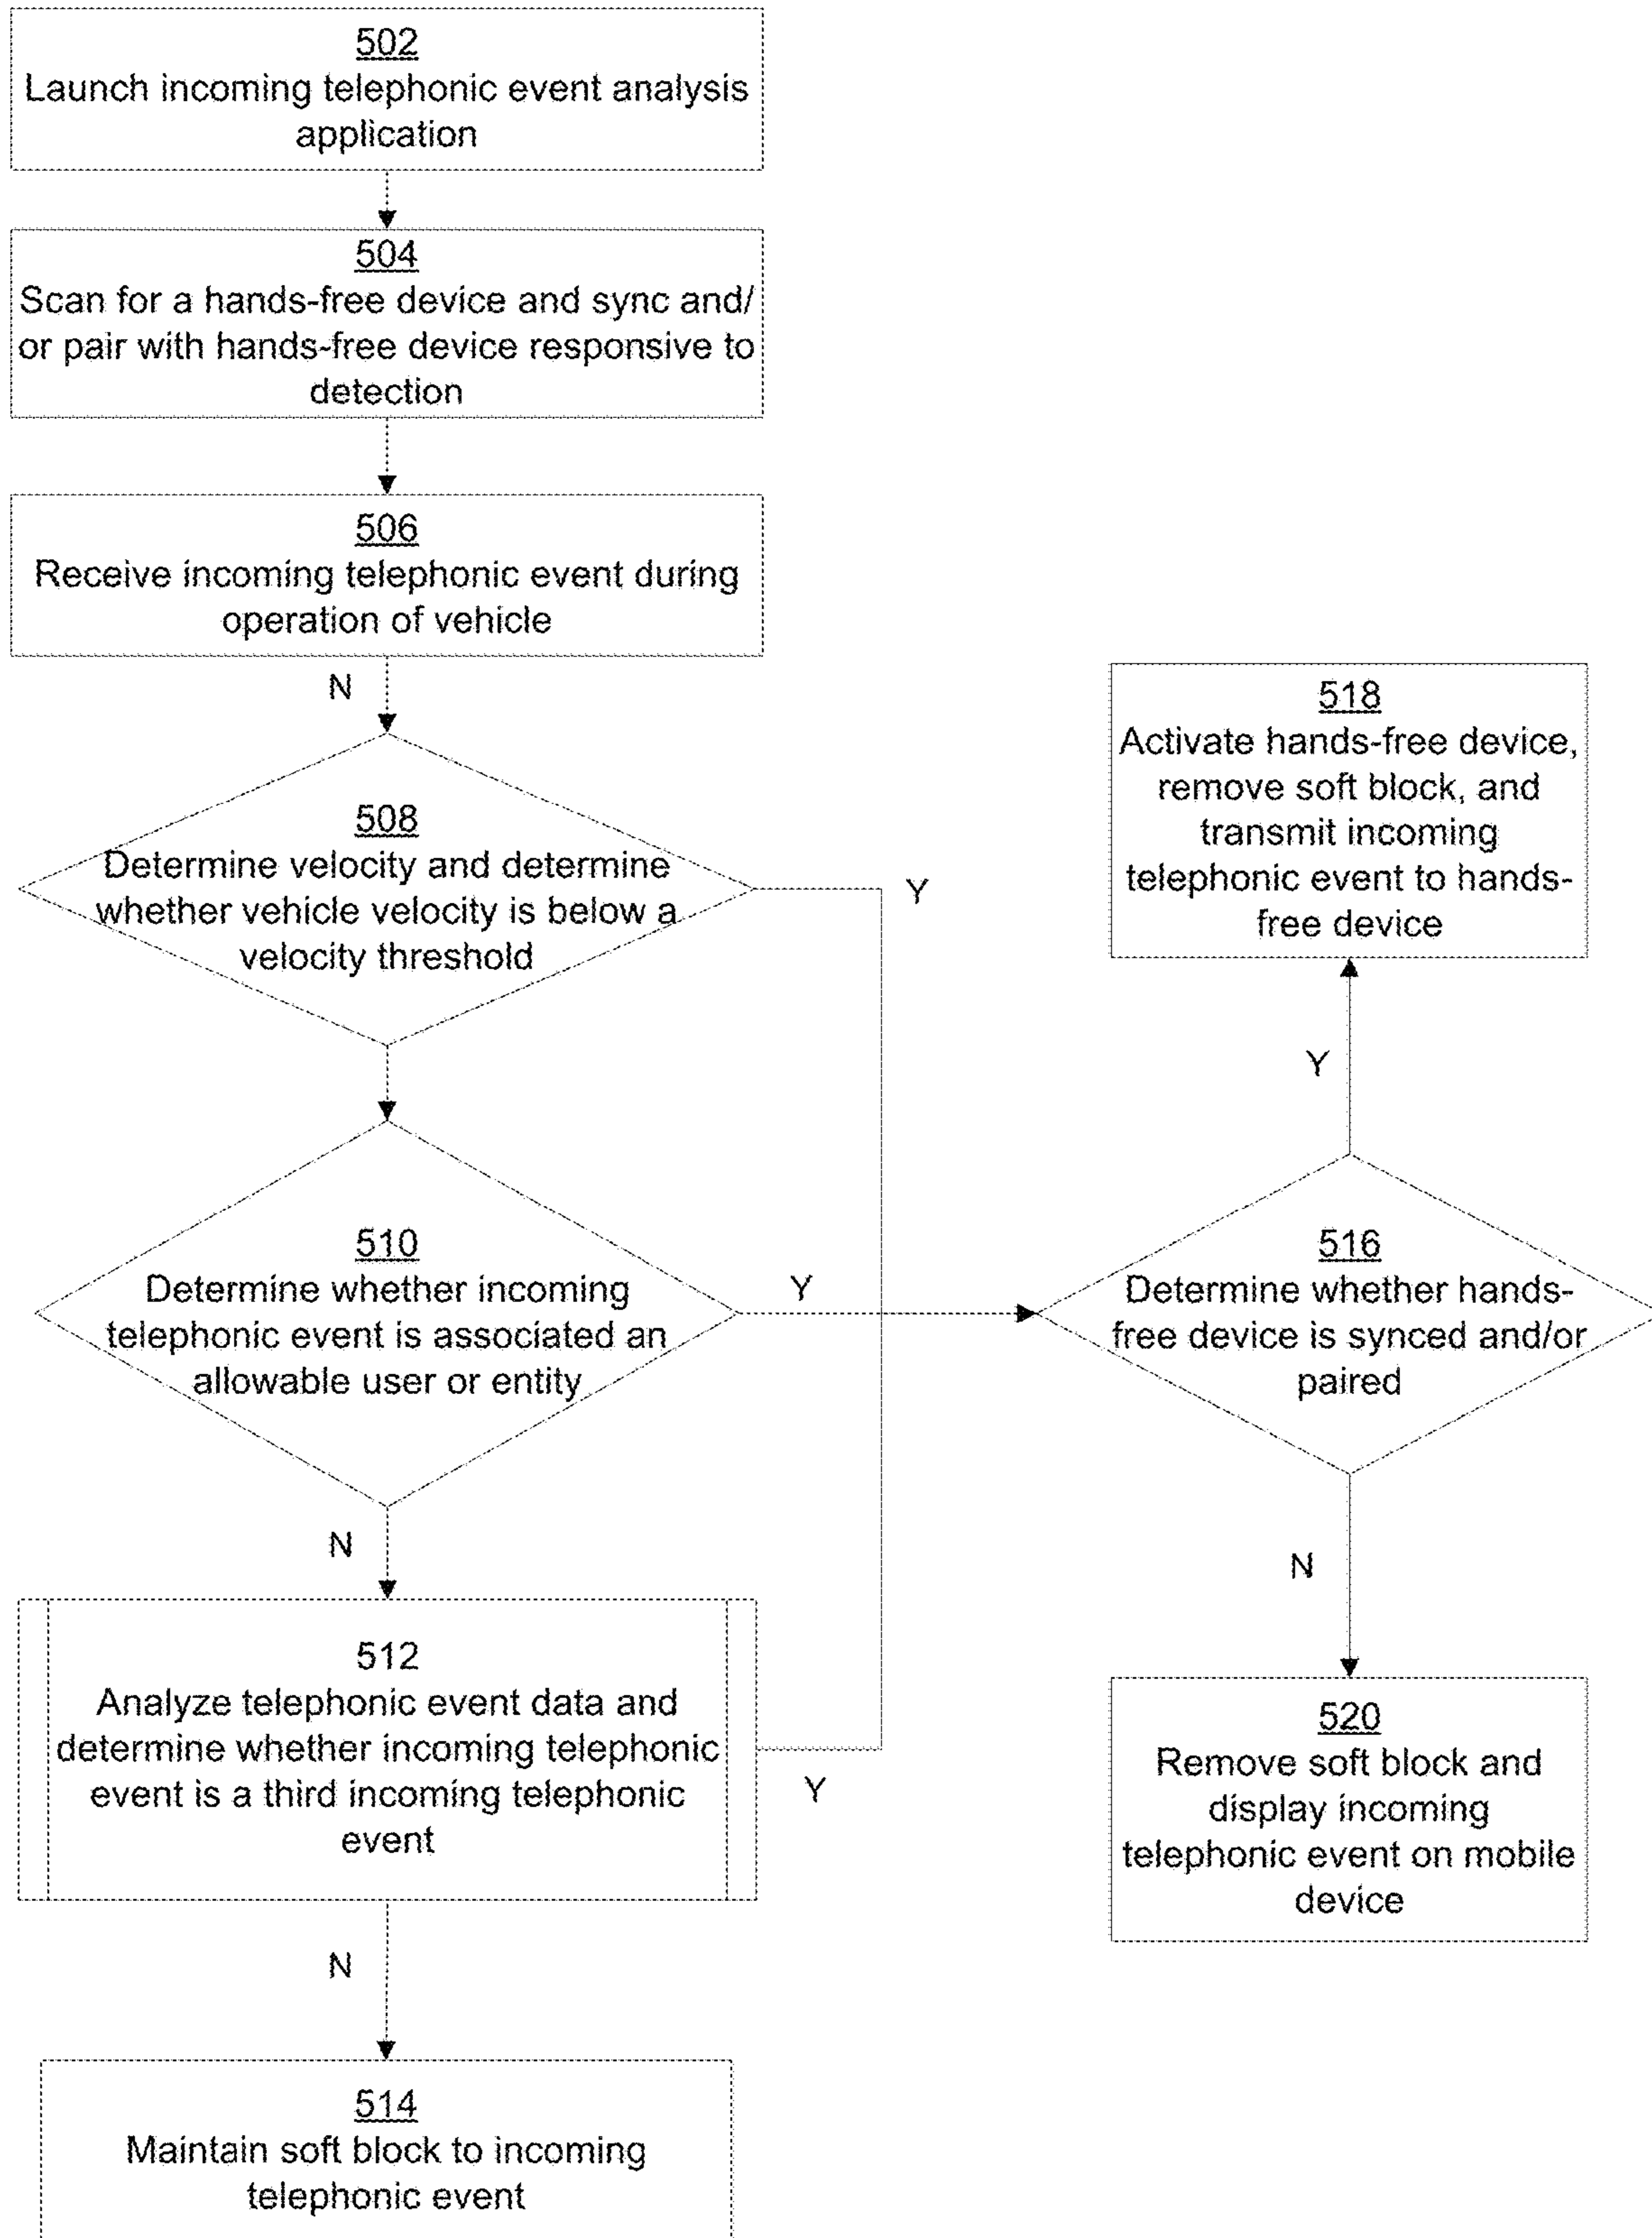 502
Launch incoming telephonic event analysis
application
504
Scan for a hands-free device and sync and/
or pair with hands-free device responsive to
detection
506
Receive incoming telephonic event during
operation of vehicle
N
508
Determine velocity and determine
whether vehicle velocity is below a
velocity threshold
Y
510
Determine whether incoming
telephonic event is associated an
allowable user or entity
Y
N
512
Analyze telephonic event data and
determine whether incoming telephonic
event is a third incoming telephonic
event
Y
N
514
Maintain soft block to incoming
telephonic event
518
Activate hands-free device,
remove soft block, and
transmit incoming
telephonic event to hands-
free device
Y
516
Determine whether hands-
free device is synced and/or
paired
N
520
Remove soft block and
display incoming
telephonic event on mobile
device